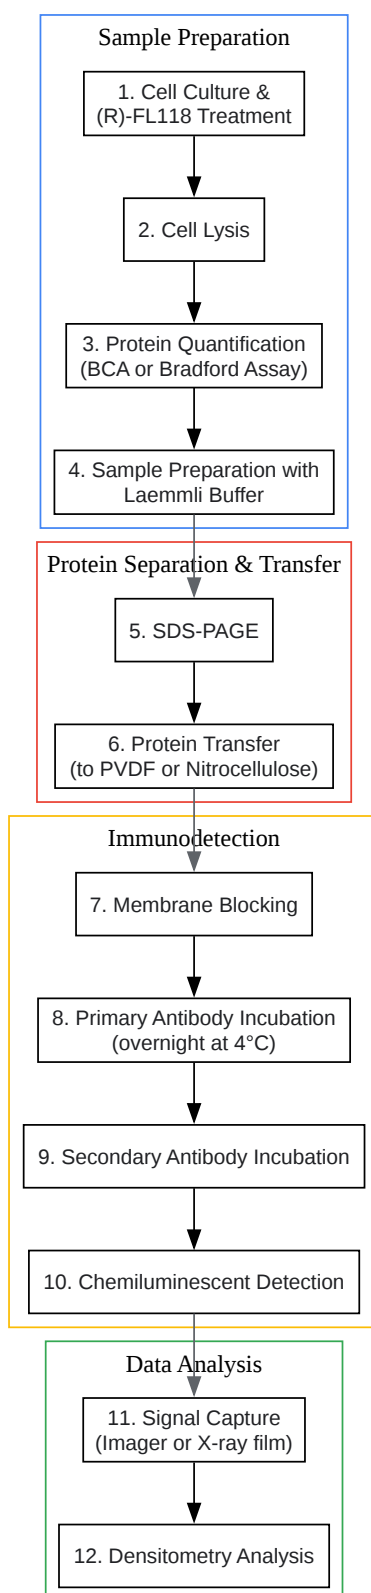 Sample Preparation
1. Cell Culture &
(R)-FL118 Treatment
2. Cell Lysis
3. Protein Quantification
(BCA or Bradford Assay)
4. Sample Preparation with
Laemmli Buffer
Protein Separation & Transfer
5. SDS-PAGE
6. Protein Transfer
(to PVDF or Nitrocellulose)
Immunodetection
7. Membrane Blocking
8. Primary Antibody Incubation
(overnight at 4°C)
9. Secondary Antibody Incubation
10. Chemiluminescent Detection
Data Analysis
11. Signal Capture
(Imager or X-ray film)
12. Densitometry Analysis